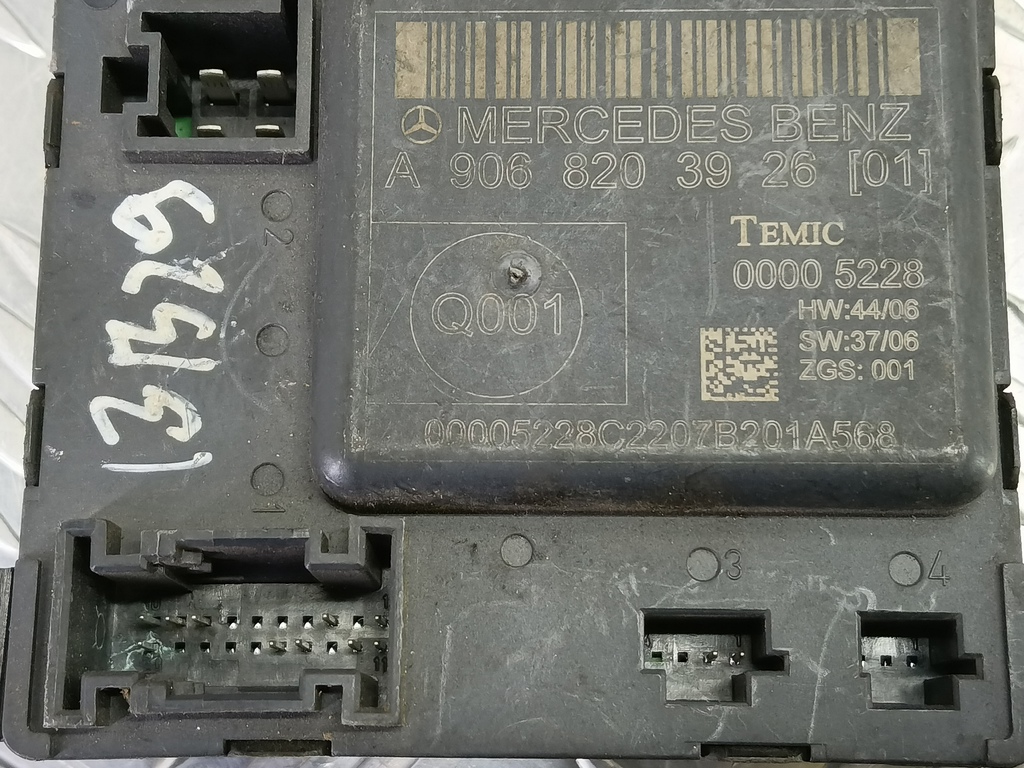 MERCEDES BENZ
A 906 820 39 26 [01]
TEMIC
0000 5228
HW:44/06
SW:37/06
ZGS: 001
Q001
00005228C2207B201A568
2
1
3
4